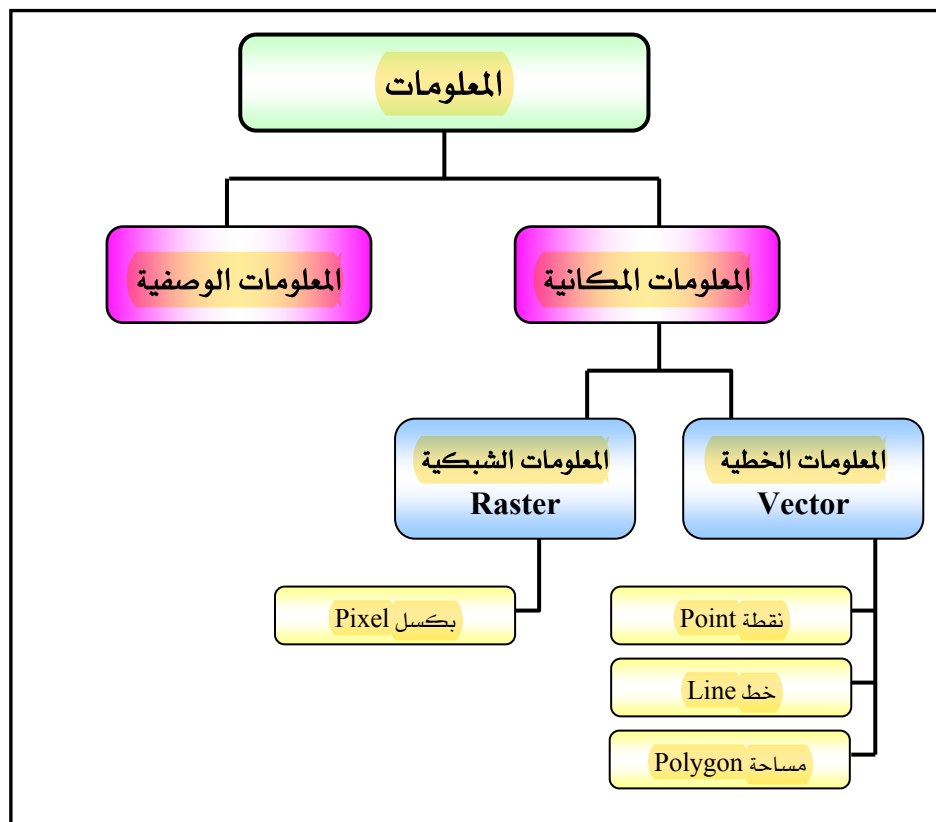 المعلومات
المعلومات المكانية
المعلومات الوصفية
المعلومات الخطية
Vector
المعلومات الشبكية
Raster
نقطة Point
بكسل Pixel
خط Line
مساحة Polygon